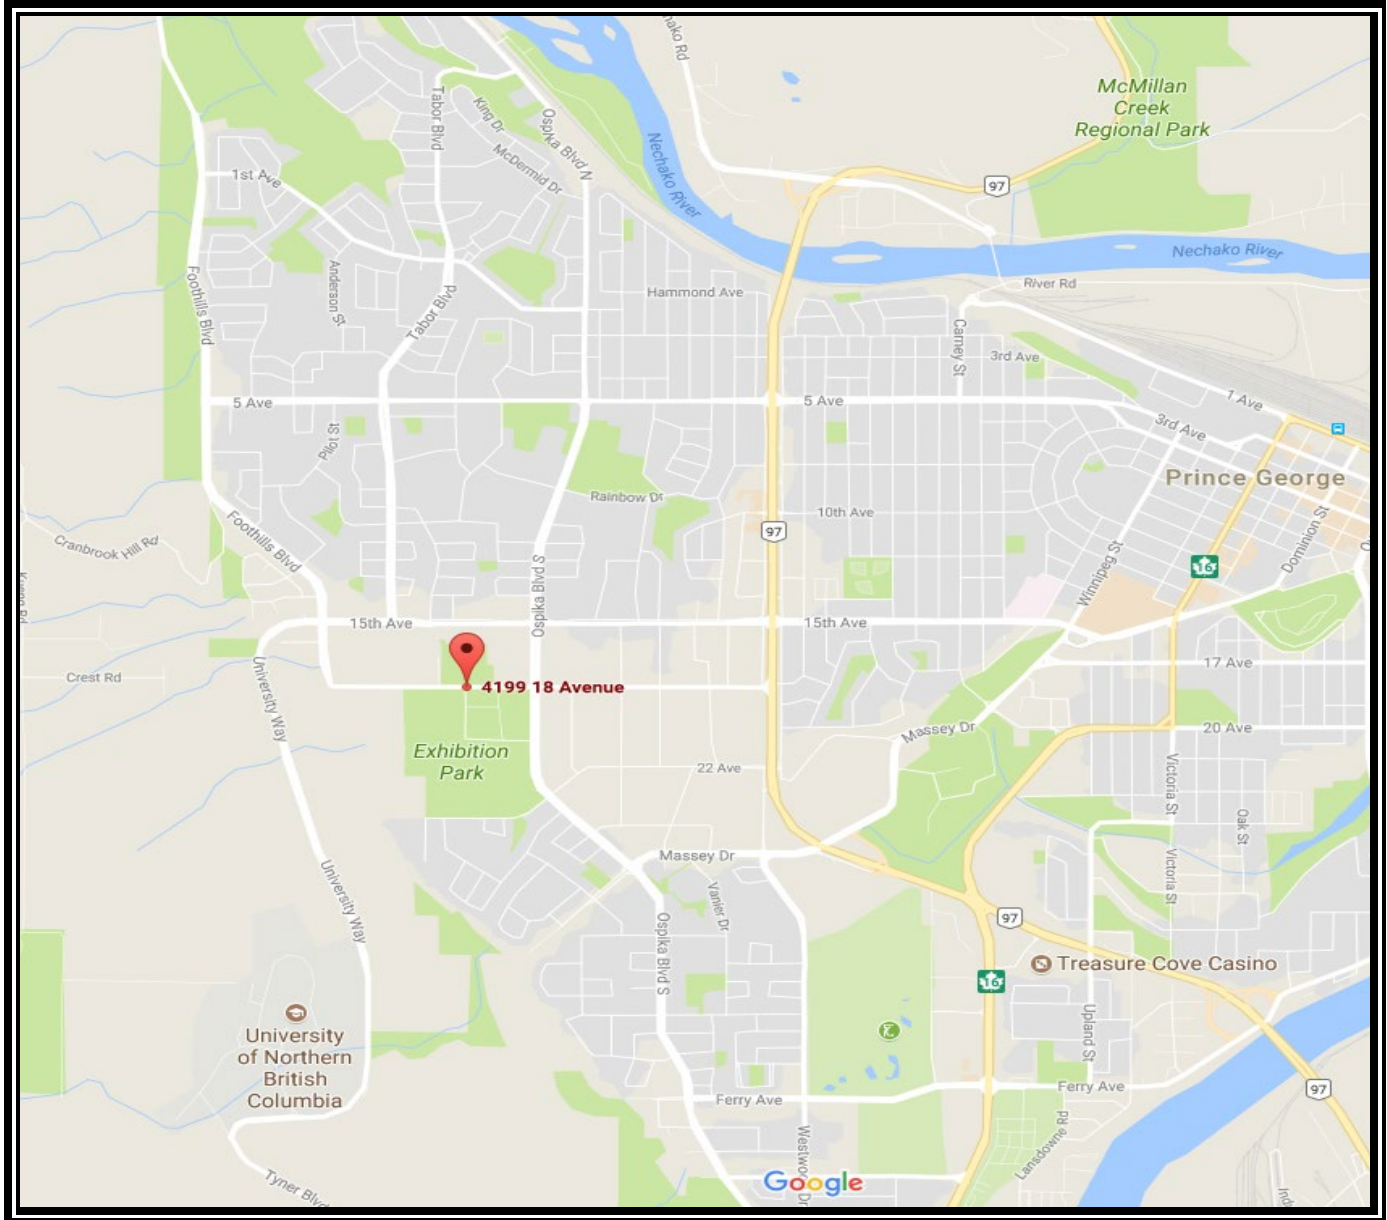 nako Rd
McMillan
Creek
Regional Park
Tabor Blvd
King Dr
Ospika Blvd N
McDermid Dr
Nechako River
1st Ave
97
Nechako River
Foothills Blvd
Anderson St
Tabor Blvd
Hammond Ave
River Rd
Carney St
3rd Ave
5 Ave
5 Ave
1 Ave
3rd Ave
Pilot St
Prince George
Rainbow Dr
10th Ave
97
Dominion St
Foothills Blvd
Cranbrook Hill Rd
Winnipeg St
16
Ospika Blvd S
15th Ave
15th Ave
Crest Rd
University Way
4199 18 Avenue
17 Ave
Massey Dr
20 Ave
Exhibition
Park
22 Ave
Victoria St
Oak St
Massey Dr
Victoria St
University Way
Vanier Dr
Ospika Blvd S
97
Treasure Cove Casino
16
University
of Northern
British
Columbia
Upland St
Ferry Ave
Ferry Ave
97
Westwood Dr
Lansdowne Rd
Tyner Blvd
Google
Ind